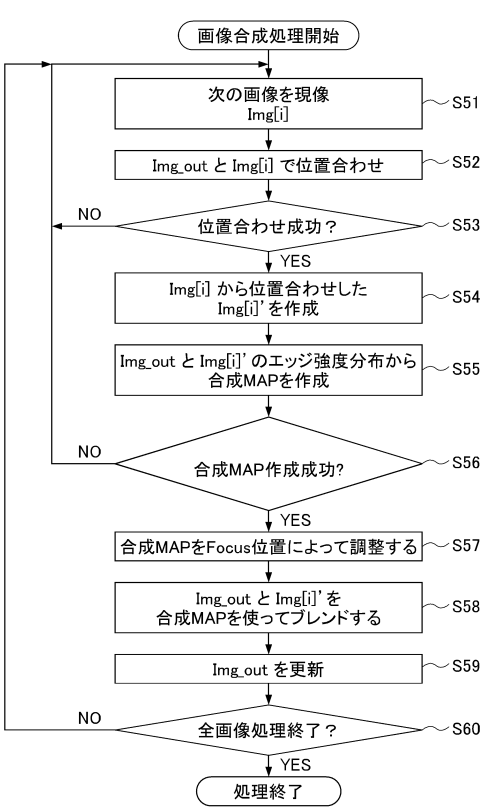 画像合成処理開始
次の画像を現像
Img[i]
S51
Img_out と Img[i] で位置合わせ
S52
位置合わせ成功？
S53
NO
YES
Img[i] から位置合わせした
Img[i]'を作成
S54
Img_out と Img[i]'のエッジ強度分布から
合成MAPを作成
S55
合成MAP作成成功?
S56
NO
YES
合成MAPをFocus位置によって調整する
S57
Img_out と Img[i]'を
合成MAPを使ってブレンドする
S58
Img_out を更新
S59
全画像処理終了？
S60
NO
YES
処理終了